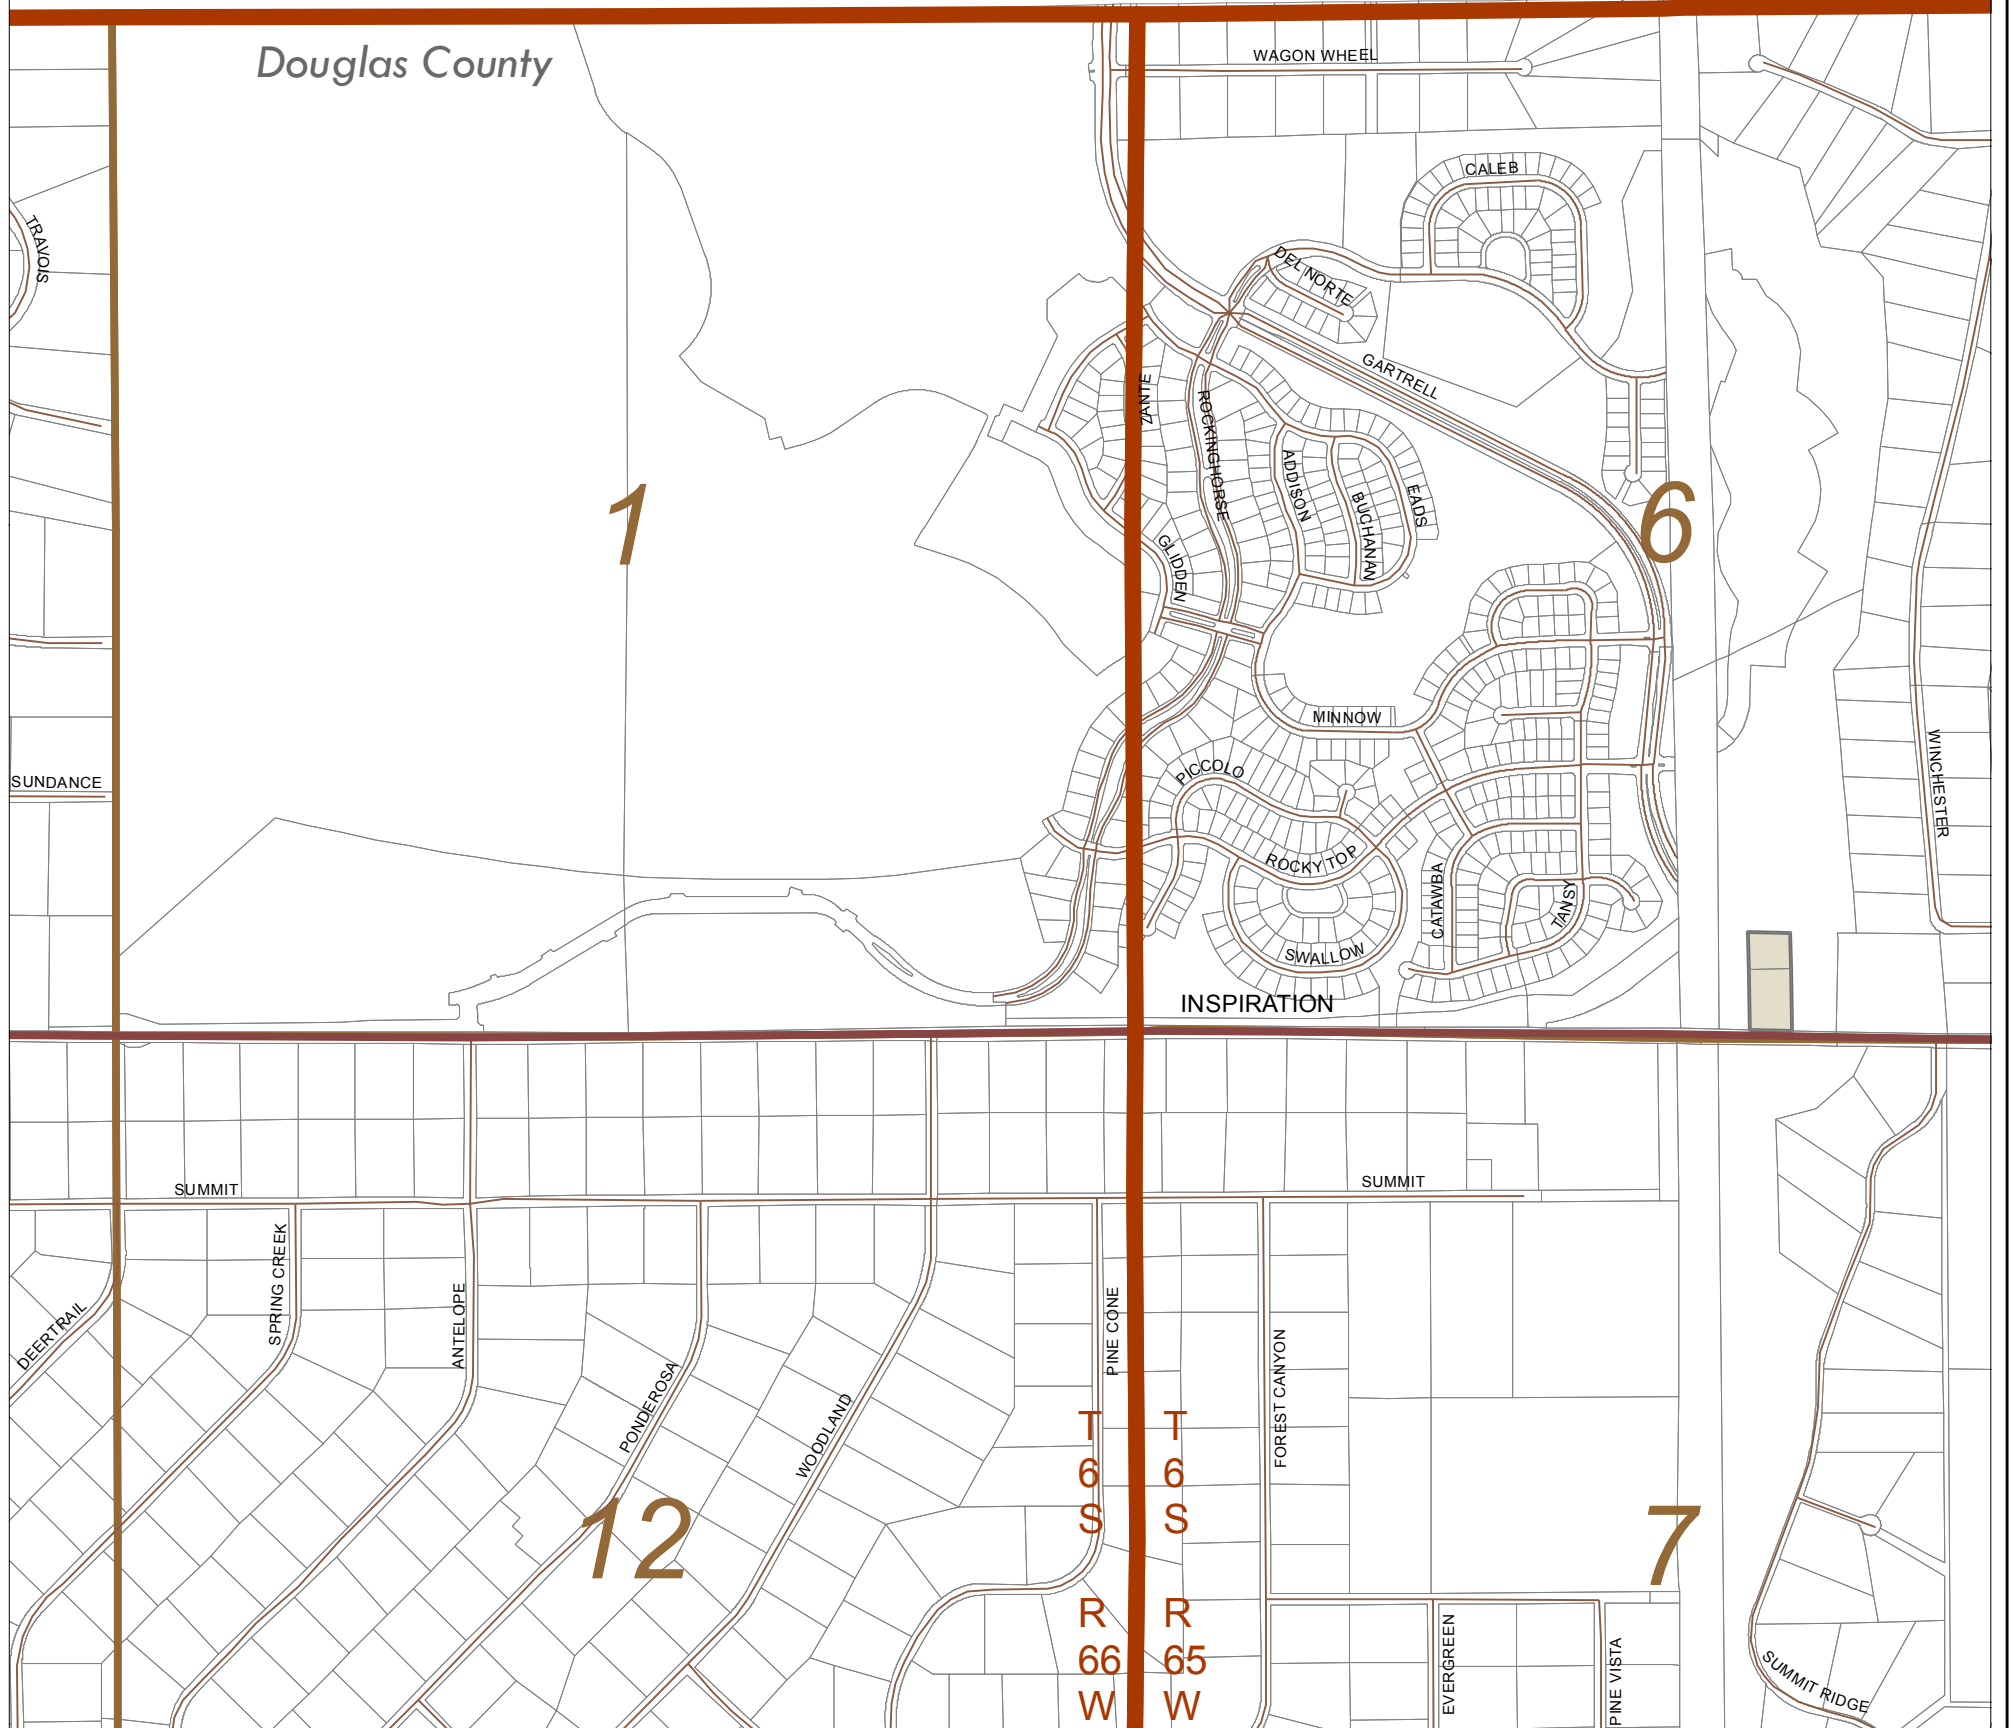 Douglas County
WAGON WHEEL
CALEB
TRAVOIS
DEL NORTE
GARTRELL
ZANTE
ROCKINGHORSE
ADDISON
BUCHANAN
EADS
1
6
GLIDDEN
MINNOW
PICCOLO
SUNDANCE
WINCHESTER
ROCKY TOP
CATAWBA
TANSY
SWALLOW
INSPIRATION
SUMMIT
SUMMIT
SPRING CREEK
ANTELOPE
DEERTRAIL
PONDEROSA
WOODLAND
PINE CONE
FOREST CANYON
T
6
S
R
66
W
T
6
S
R
65
W
12
7
EVERGREEN
PINE VISTA
SUMMIT RIDGE